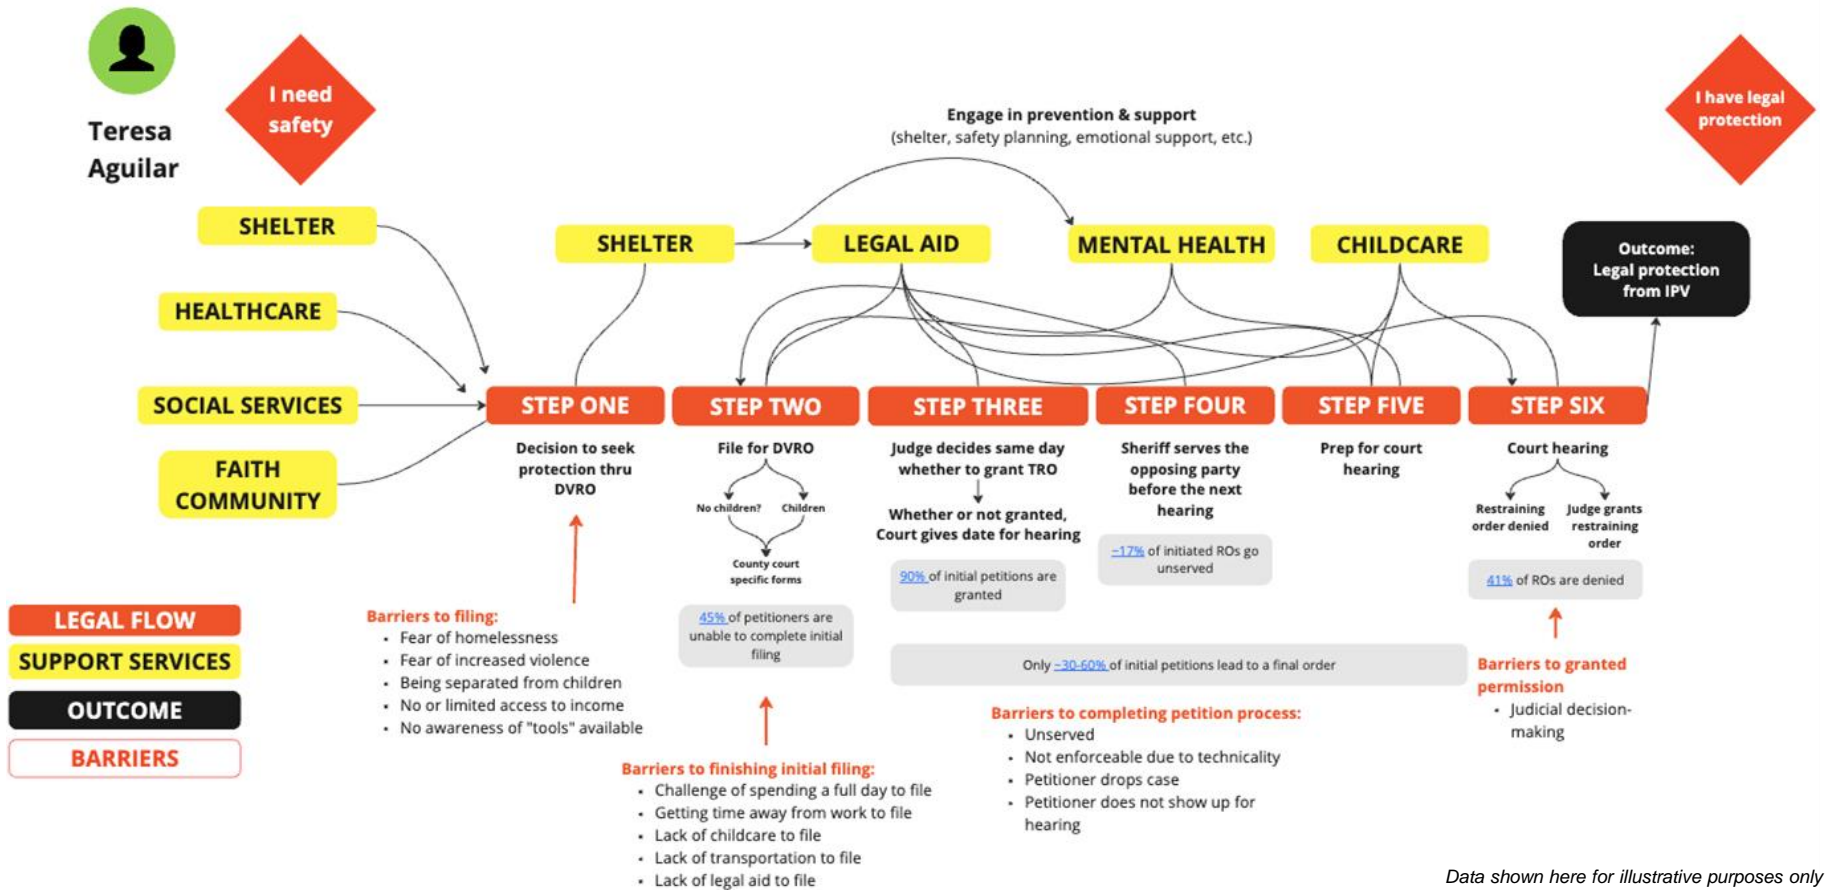 Teresa
Aguilar
I need
safety
I have legal
protection
Engage in prevention & support
(shelter, safety planning, emotional support, etc.)
SHELTER
HEALTHCARE
SOCIAL SERVICES
FAITH
COMMUNITY
SHELTER
LEGAL AID
MENTAL HEALTH
CHILDCARE
Outcome:
Legal protection
from IPV
STEP ONE
Decision to seek
protection thru
DVRO
STEP TWO
File for DVRO
No children?
Children
County court
specific forms
45% of petitioners are
unable to complete initial
filing
STEP THREE
Judge decides same day
whether to grant TRO
Whether or not granted,
Court gives date for hearing
90% of initial petitions are
granted
STEP FOUR
Sheriff serves the
opposing party
before the next
hearing
~17% of initiated ROs go
unserved
STEP FIVE
Prep for court
hearing
STEP SIX
Court hearing
Restraining
order denied
Judge grants
restraining
order
41% of ROs are denied
Only ~30-60% of initial petitions lead to a final order
Barriers to filing:
• Fear of homelessness
• Fear of increased violence
• Being separated from children
• No or limited access to income
• No awareness of "tools" available
Barriers to finishing initial filing:
• Challenge of spending a full day to file
• Getting time away from work to file
• Lack of childcare to file
• Lack of transportation to file
• Lack of legal aid to file
Barriers to completing petition process:
• Unserved
• Not enforceable due to technicality
• Petitioner drops case
• Petitioner does not show up for
hearing
Barriers to granted
permission
• Judicial decision-
making
LEGAL FLOW
SUPPORT SERVICES
OUTCOME
BARRIERS
Data shown here for illustrative purposes only